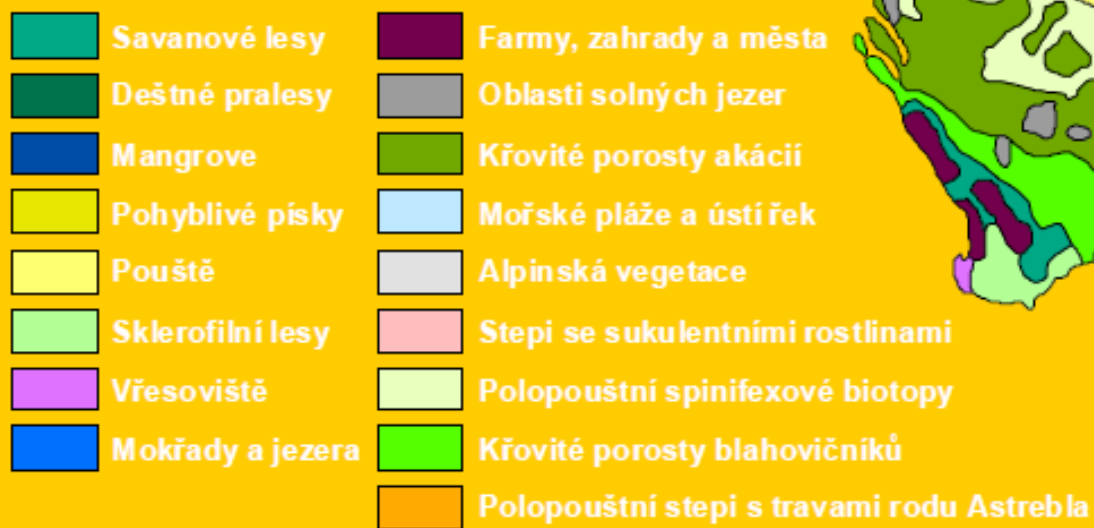 Savanové lesy
Deštné pralesy
Mangrove
Pohyblivé písky
Pouště
Sklerofilní lesy
Vřesoviště
Mokřady a jezera
Farmy, zahrady a města
Oblasti solných jezer
Křovité porosty akácií
Mořské pláže a ústí řek
Alpinská vegetace
Stepi se sukulentními rostlinami
Polopouštní spinifexové biotopy
Křovité porosty blahovičníků
Polopouštní stepi s travami rodu Astrebla